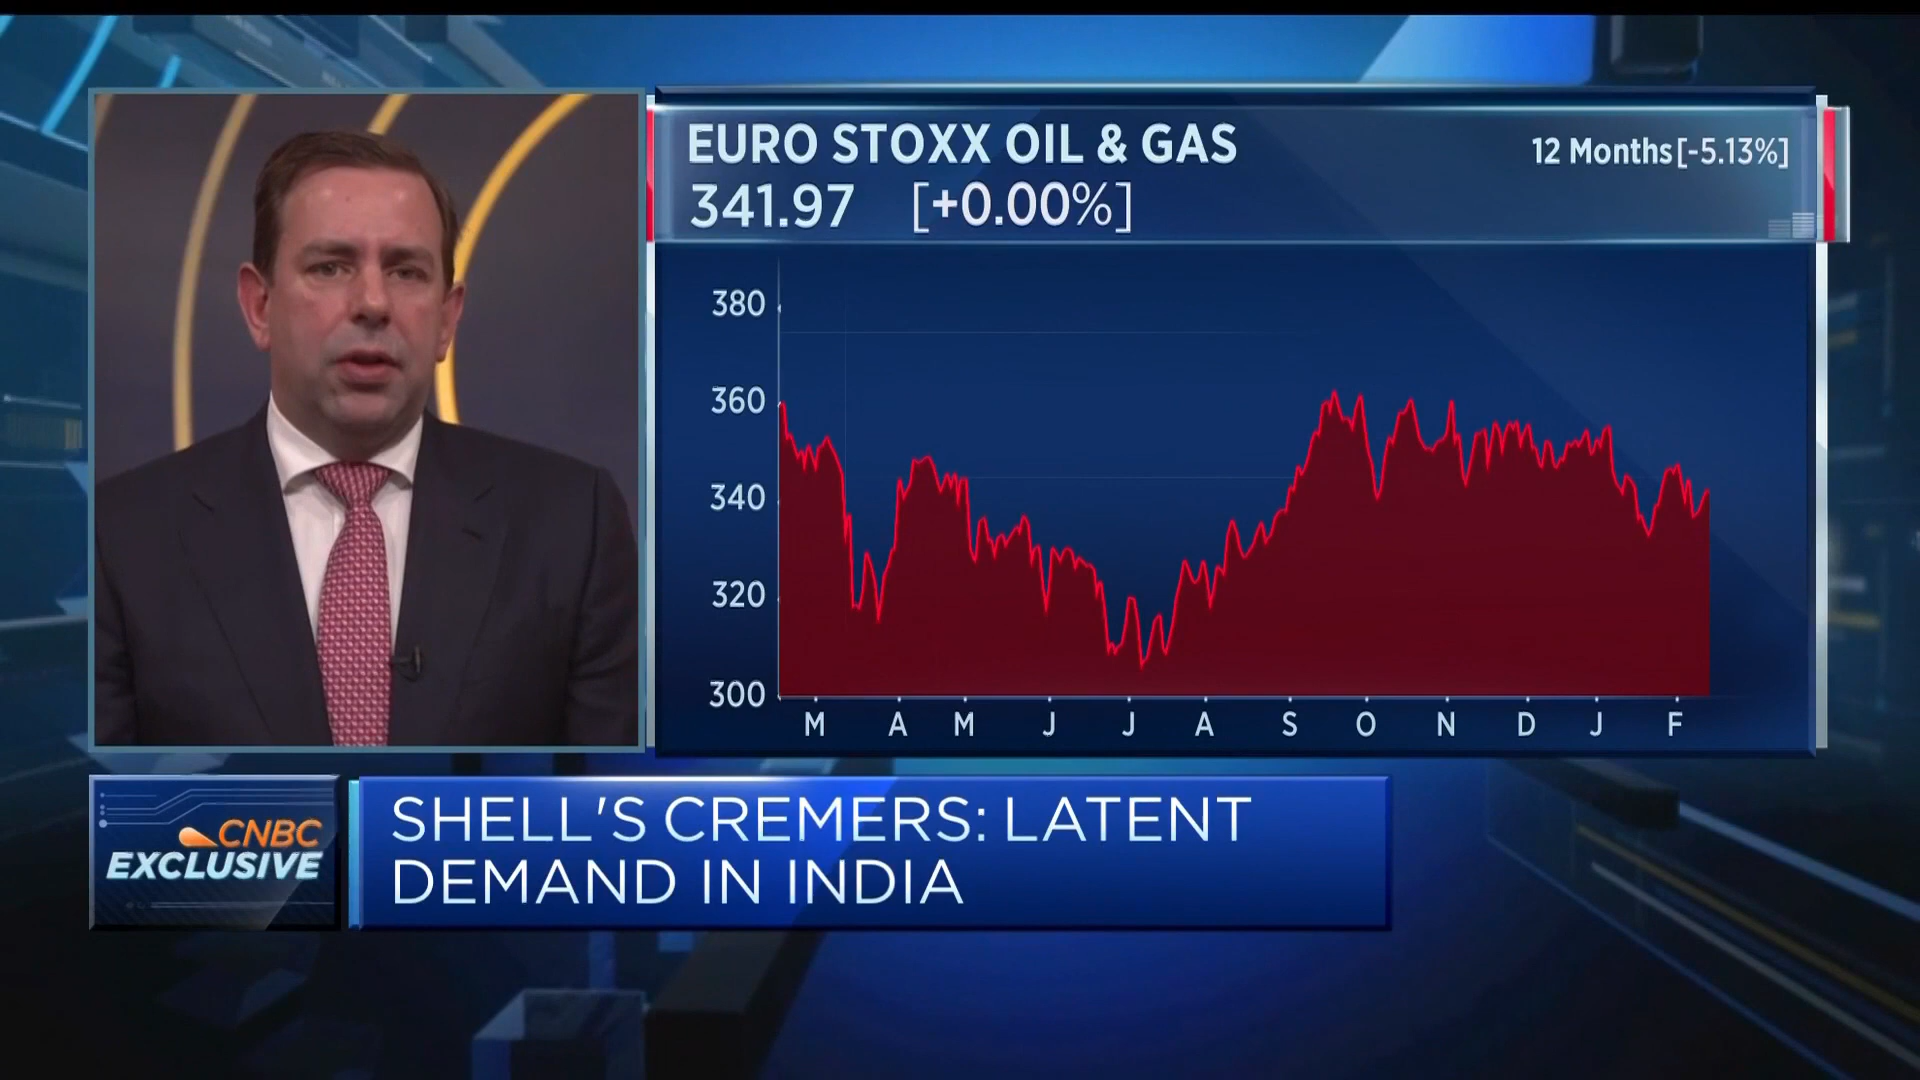 EURO STOXX OIL & GAS
12 Months [-5.13%]
341.97 [+0.00%]
380
360
340
320
300
M A M J J A S O N D J F
CNBC
EXCLUSIVE
SHELL'S CREMERS: LATENT
DEMAND IN INDIA